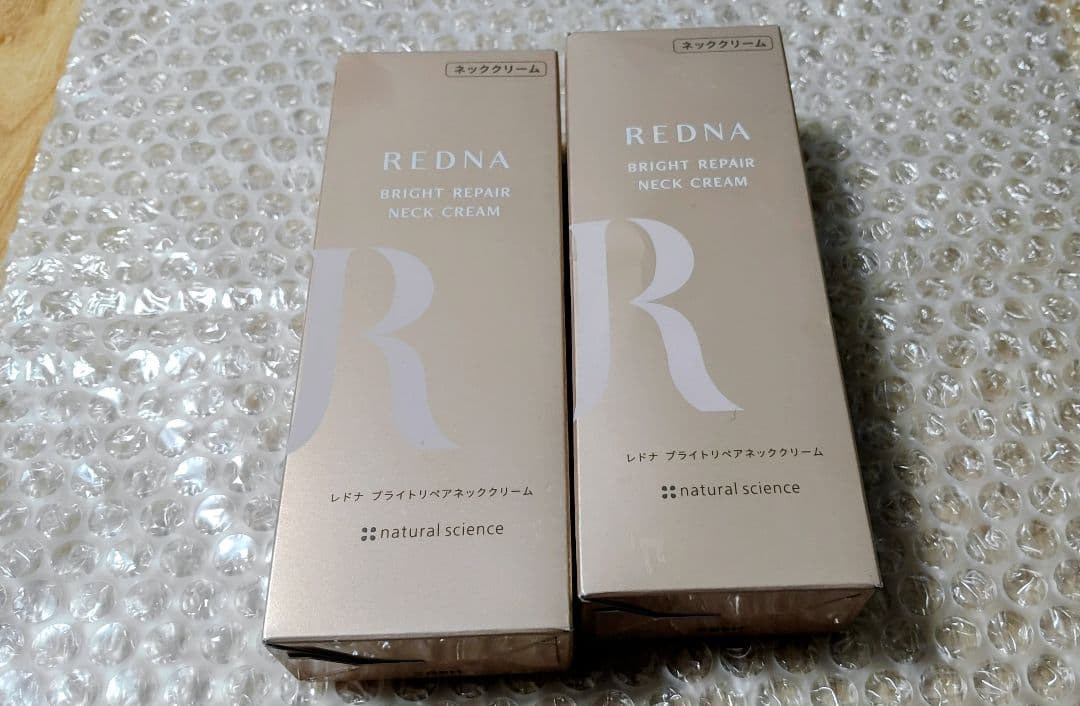 ネッククリーム
REDNA
BRIGHT REPAIR
NECK CREAM
R
レドナ ブライトリペアネッククリーム
natural science
ネッククリーム
REDNA
BRIGHT REPAIR
NECK CREAM
R
レドナ ブライトリペアネッククリーム
natural science